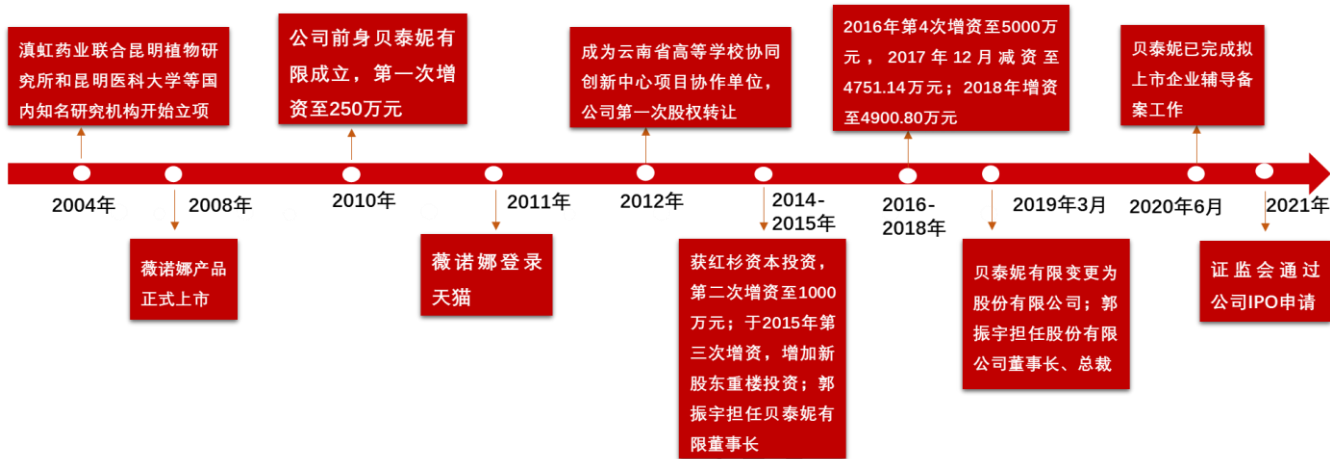 滇虹药业联合昆明植物研
究所和昆明医科大学等国
内知名研究机构开始立项
公司前身贝泰妮有
限成立，第一次增
资至250万元
成为云南省高等学校协同
创新中心项目协作单位，
公司第一次股权转让
2016年第4次增资至5000万
元，2017年12月减资至
4751.14万元；2018年增资
至4900.80万元
贝泰妮已完成拟
上市企业辅导备
案工作
2004年
2008年
2010年
2011年
2012年
2014-
2015年
2016-
2018年
2019年3月
2020年6月
2021年
薇诺娜产品
正式上市
薇诺娜登录
天猫
获红杉资本投资，
第二次增资至1000
万元；于2015年第
三次增资，增加新
股东重楼投资；郭
振宇担任贝泰妮有
限董事长
贝泰妮有限变更为
股份有限公司；郭
振宇担任股份有限
公司董事长、总裁
证监会通过
公司IPO申请